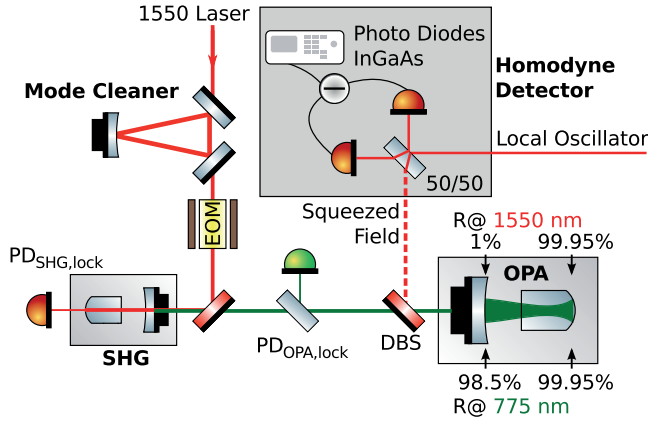 1550 Laser
Photo Diodes
InGaAs
Homodyne
Detector
Mode Cleaner
Local Oscillator
50/50
EOM
Squeezed
Field
R@ 1550 nm
1% 99.95%
PD_SHG,lock
OPA
SHG
PD_OPA,lock
DBS
98.5% 99.95%
R@ 775 nm